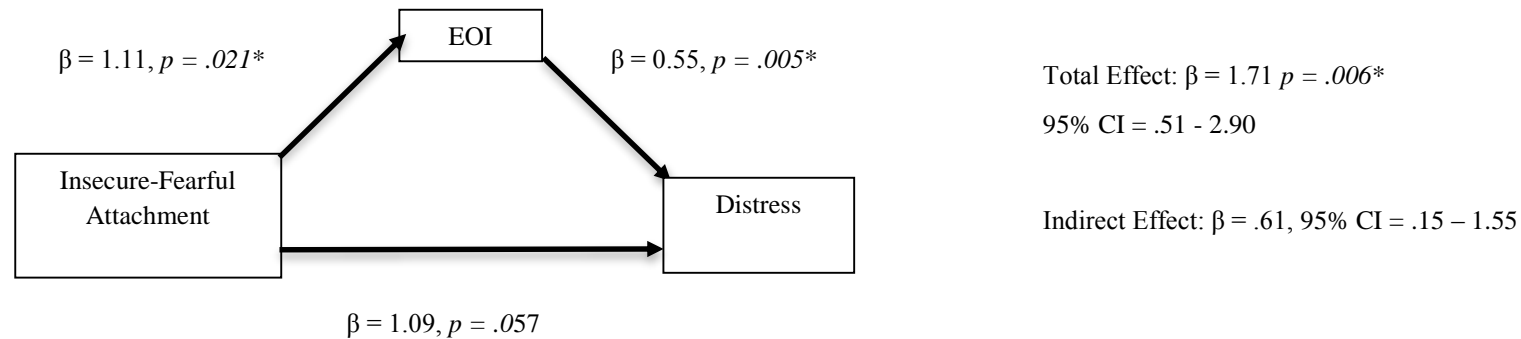 EOI
β = 1.11, p = .021*
β = 0.55, p = .005*
Total Effect: β = 1.71 p = .006*
95% CI = .51 - 2.90
Insecure-Fearful
Attachment
Distress
Indirect Effect: β = .61, 95% CI = .15 – 1.55
β = 1.09, p = .057